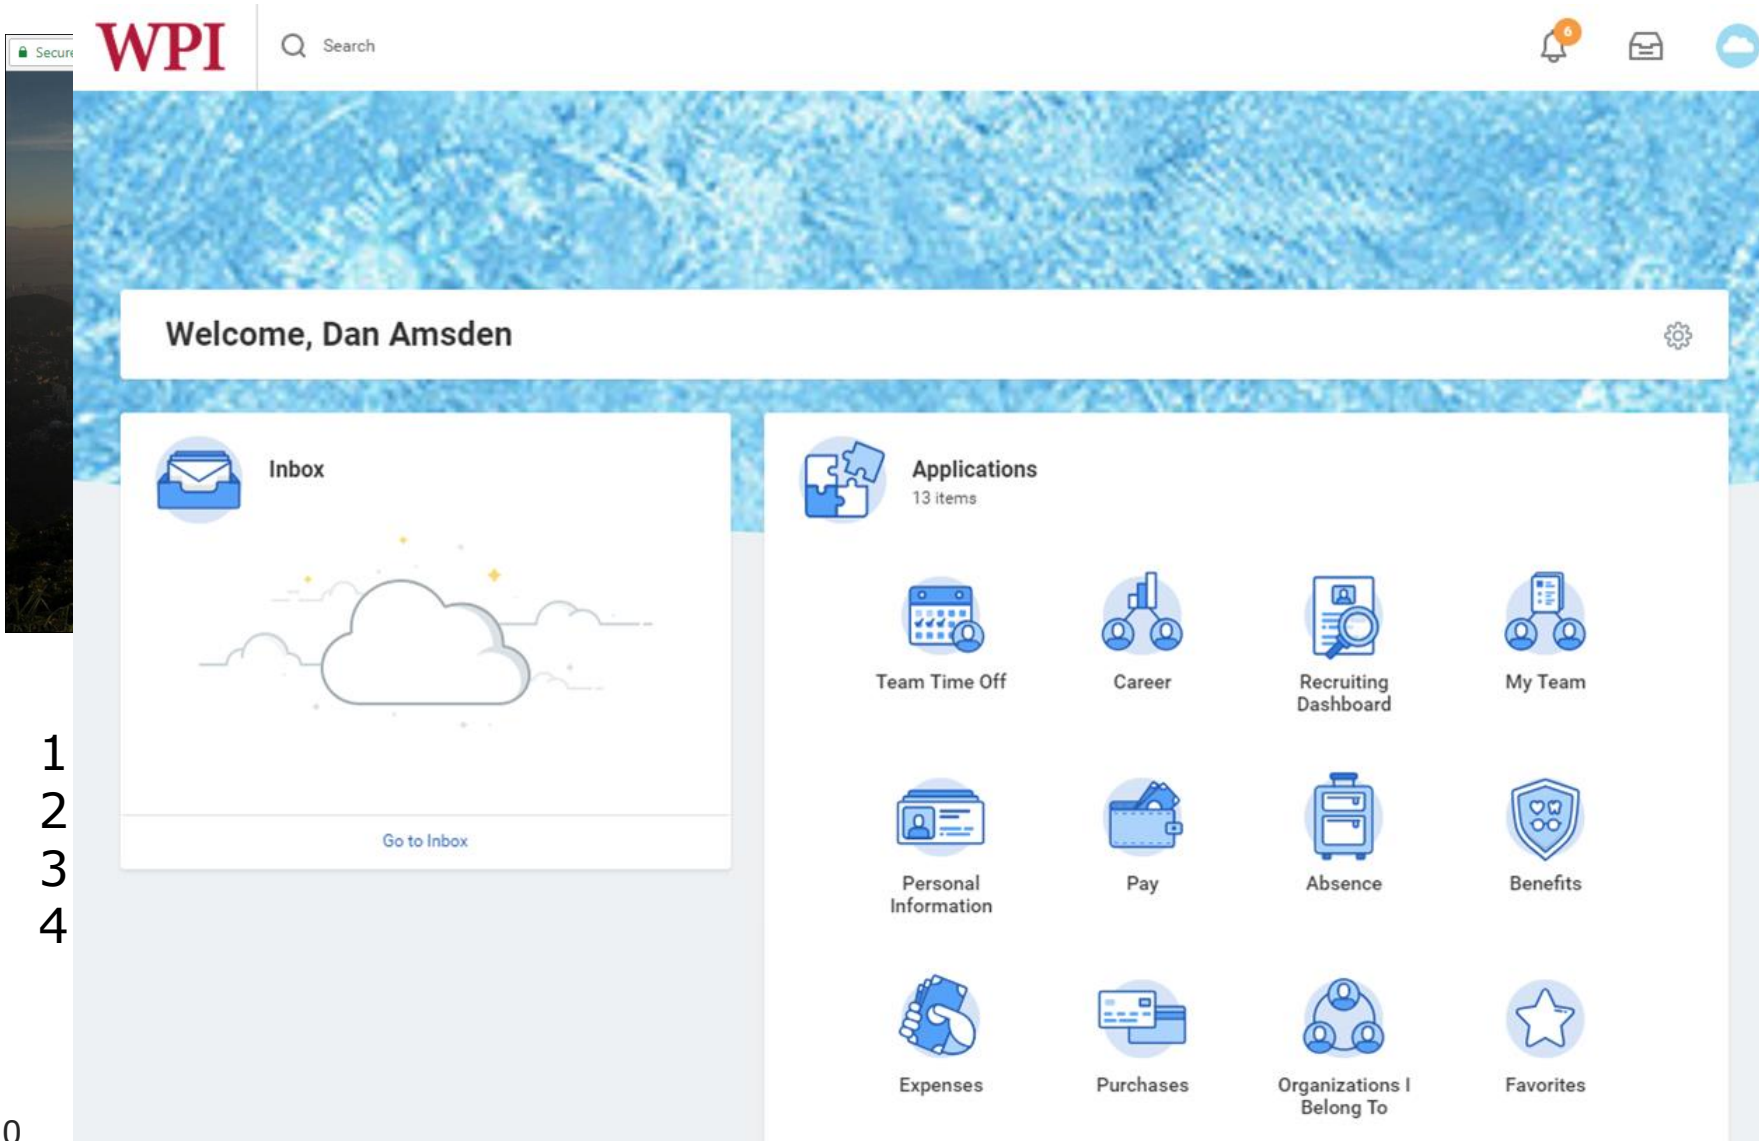 Secure
WPI
Search
6
Welcome, Dan Amsden
Inbox
Applications
13 items
Team Time Off
Career
Recruiting
Dashboard
My Team
1
2
3
4
Go to Inbox
Personal
Information
Pay
Absence
Benefits
Expenses
Purchases
Organizations I
Belong To
Favorites
0